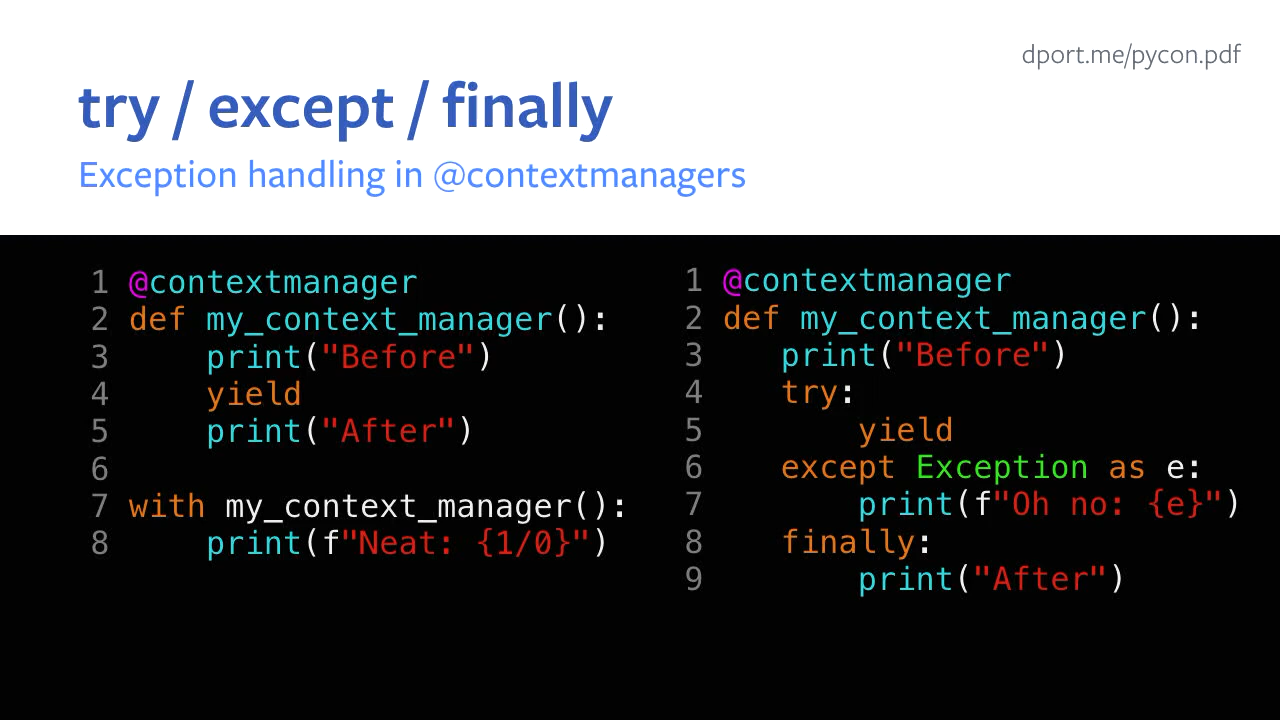 dport.me/pycon.pdf
try / except / finally
Exception handling in @contextmanagers
1 @contextmanager
2 def my_context_manager():
3     print("Before")
4     yield
5     print("After")
6
7 with my_context_manager():
8     print(f"Neat: {1/0}")
1 @contextmanager
2 def my_context_manager():
3    print("Before")
4    try:
5        yield
6    except Exception as e:
7        print(f"Oh no: {e}")
8    finally:
9        print("After")